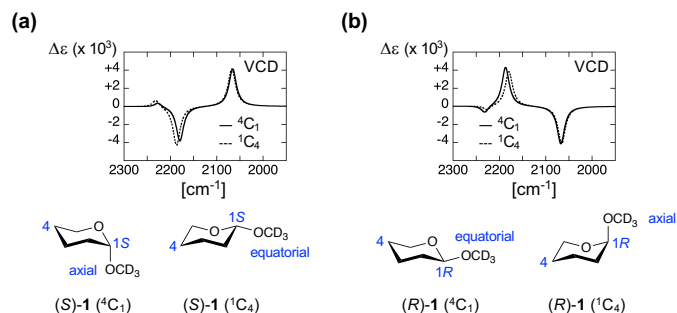 (a)
Δε (x 10³)
VCD
+4
+2
0
-2
-4
⁴C₁
¹C₄
2300
2200
2100
2000
[cm⁻¹]
4
O
1S
axial
OCD₃
(S)-1 (⁴C₁)
1S
O
OCD₃
4
equatorial
(S)-1 (¹C₄)
(b)
Δε (x 10³)
VCD
+4
+2
0
-2
-4
⁴C₁
¹C₄
2300
2200
2100
2000
[cm⁻¹]
4
O
equatorial
OCD₃
1R
(R)-1 (⁴C₁)
OCD₃ axial
O
1R
4
(R)-1 (¹C₄)